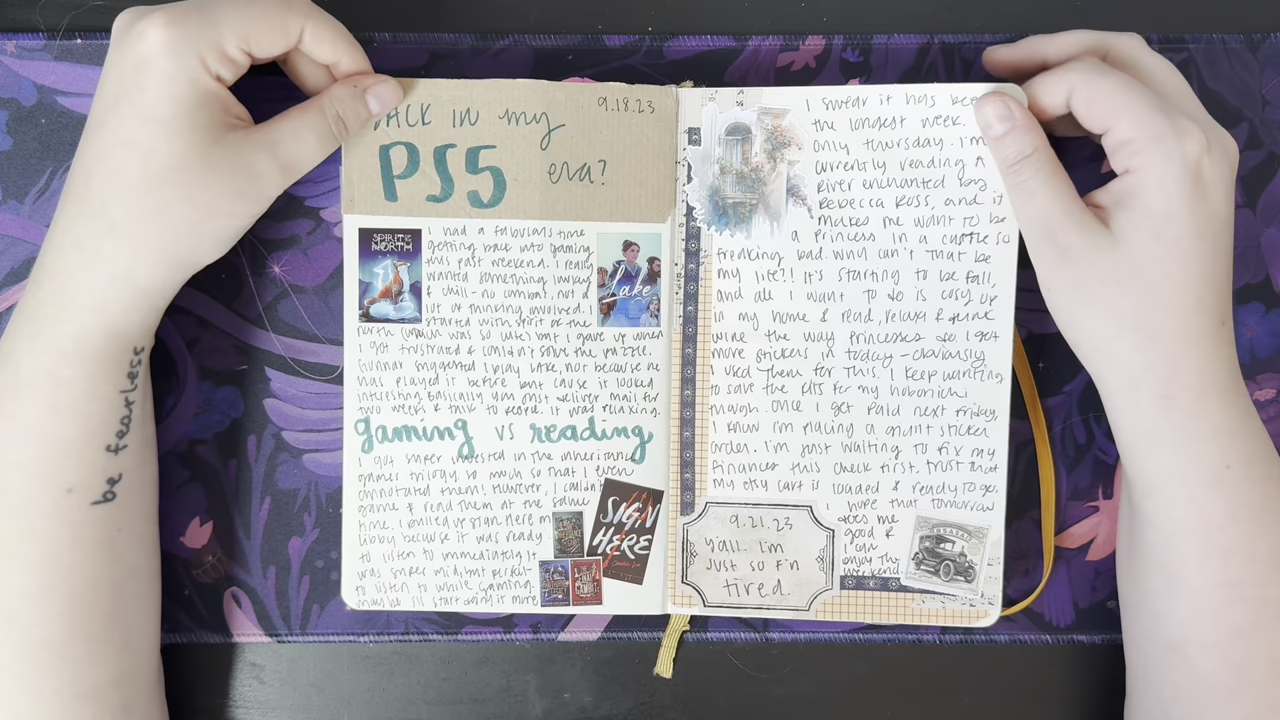 be fearless
9.18.23
BACK IN my
PS5 era?
SPIRIT OF THE
NORTH
Lake
I had a fabulous time
getting back into gaming
this past weekend. I really
wanted something lowkey
& chill - no combat, not a
lot of thinking involved. I
started with spirit of the
north (which was so cute) but I gave up when
I got frustrated & couldn't solve the puzzle.
Gunnar suggested I play LAKE, not because he
has played it before but cause it looked
interesting. Basically you just deliver mail for
two weeks & talk to people. It was relaxing.
gaming vs reading
I got super invested in the inheritance
games trilogy. so much so that I even
annotated them. However, I couldn't
game & read them at the same
time. I pulled up sign Here
libby because it was ready
to listen to immediately. It
was super mid, but perfect
to listen to while gaming.
maybe I'll start doing it more
SIGN
HERE
I swear it has been
the longest week.
only thursday. I'm
currently reading A
River enchanted by
Rebecca Ross, and it
makes me want to be
a princess in a castle so
freaking bad. Why can't that be
my life?! It's starting to be fall,
and all I want to do is cosy up
in my home & read, relax & drink
wine the way princesses do. I got
more stickers in today - obviously
I used them for this. I keep wanting
to save the kits for my hobonichi
though. Once I get paid next friday,
I know I'm placing a giant sticker
order. I'm just waiting to fix my
finances this check first. trust that
my etsy cart is loaded & ready to go.
I hope that tomorrow
goes me
good &
I can
enjoy the
weekend
9.21.23
y'all. I'm
just so f'in
tired.